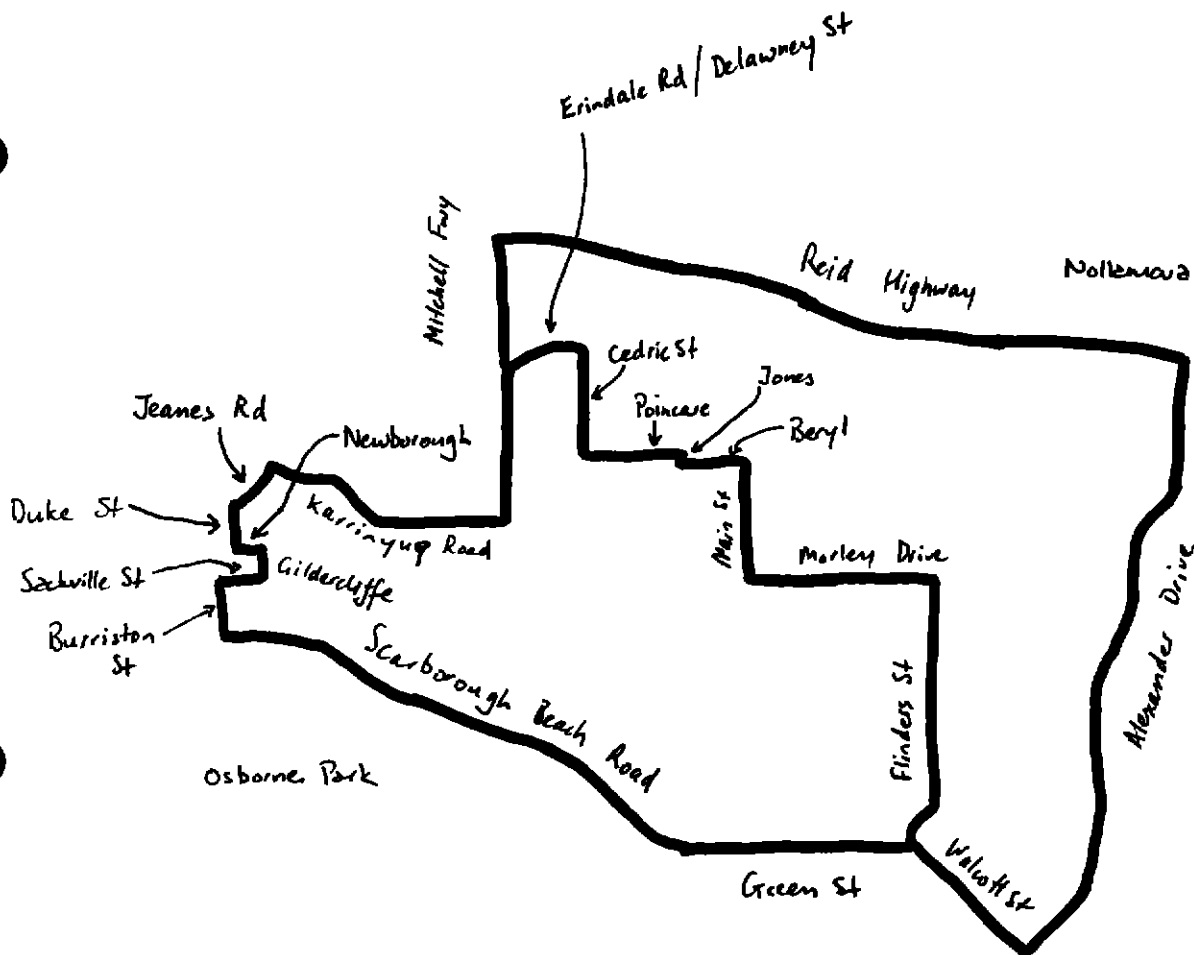 Erindale Rd / Delawney St
Mitchell Fwy
Reid Highway
Nollamova
Cedric St
Jones
Poincare
Beryl
Jeanes Rd
Newborough
Duke St
Karrinyup Road
Main St
Morley Drive
Sackville St
Gildercliffe
Burriston
St
Scarborough Beach Road
Flinders St
Alexander Drive
Osborne Park
Green St
Walcott St